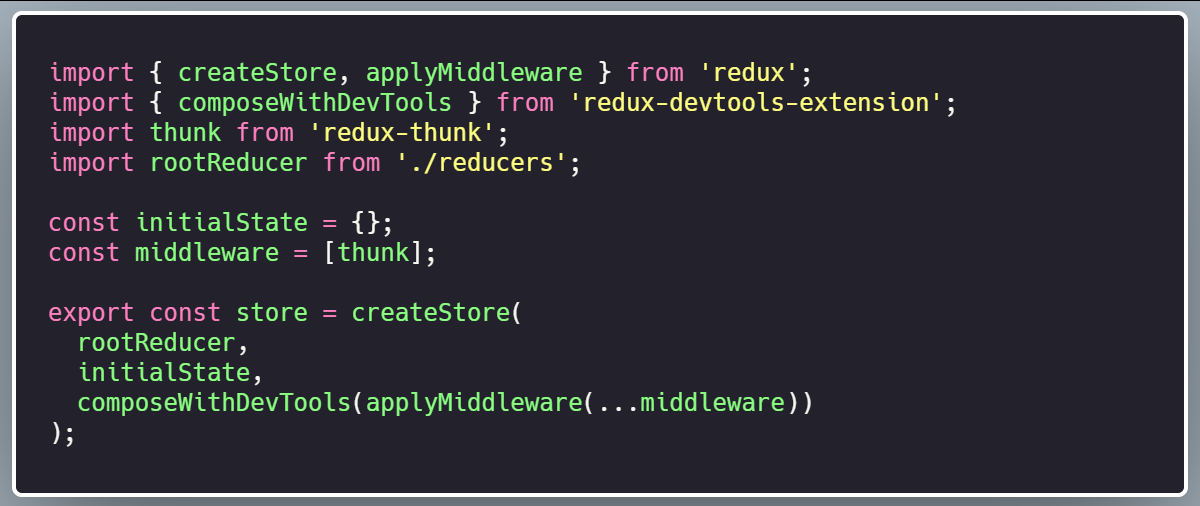 import { createStore, applyMiddleware } from 'redux';
import { composeWithDevTools } from 'redux-devtools-extension';
import thunk from 'redux-thunk';
import rootReducer from './reducers';

const initialState = {};
const middleware = [thunk];

export const store = createStore(
  rootReducer,
  initialState,
  composeWithDevTools(applyMiddleware(...middleware))
);